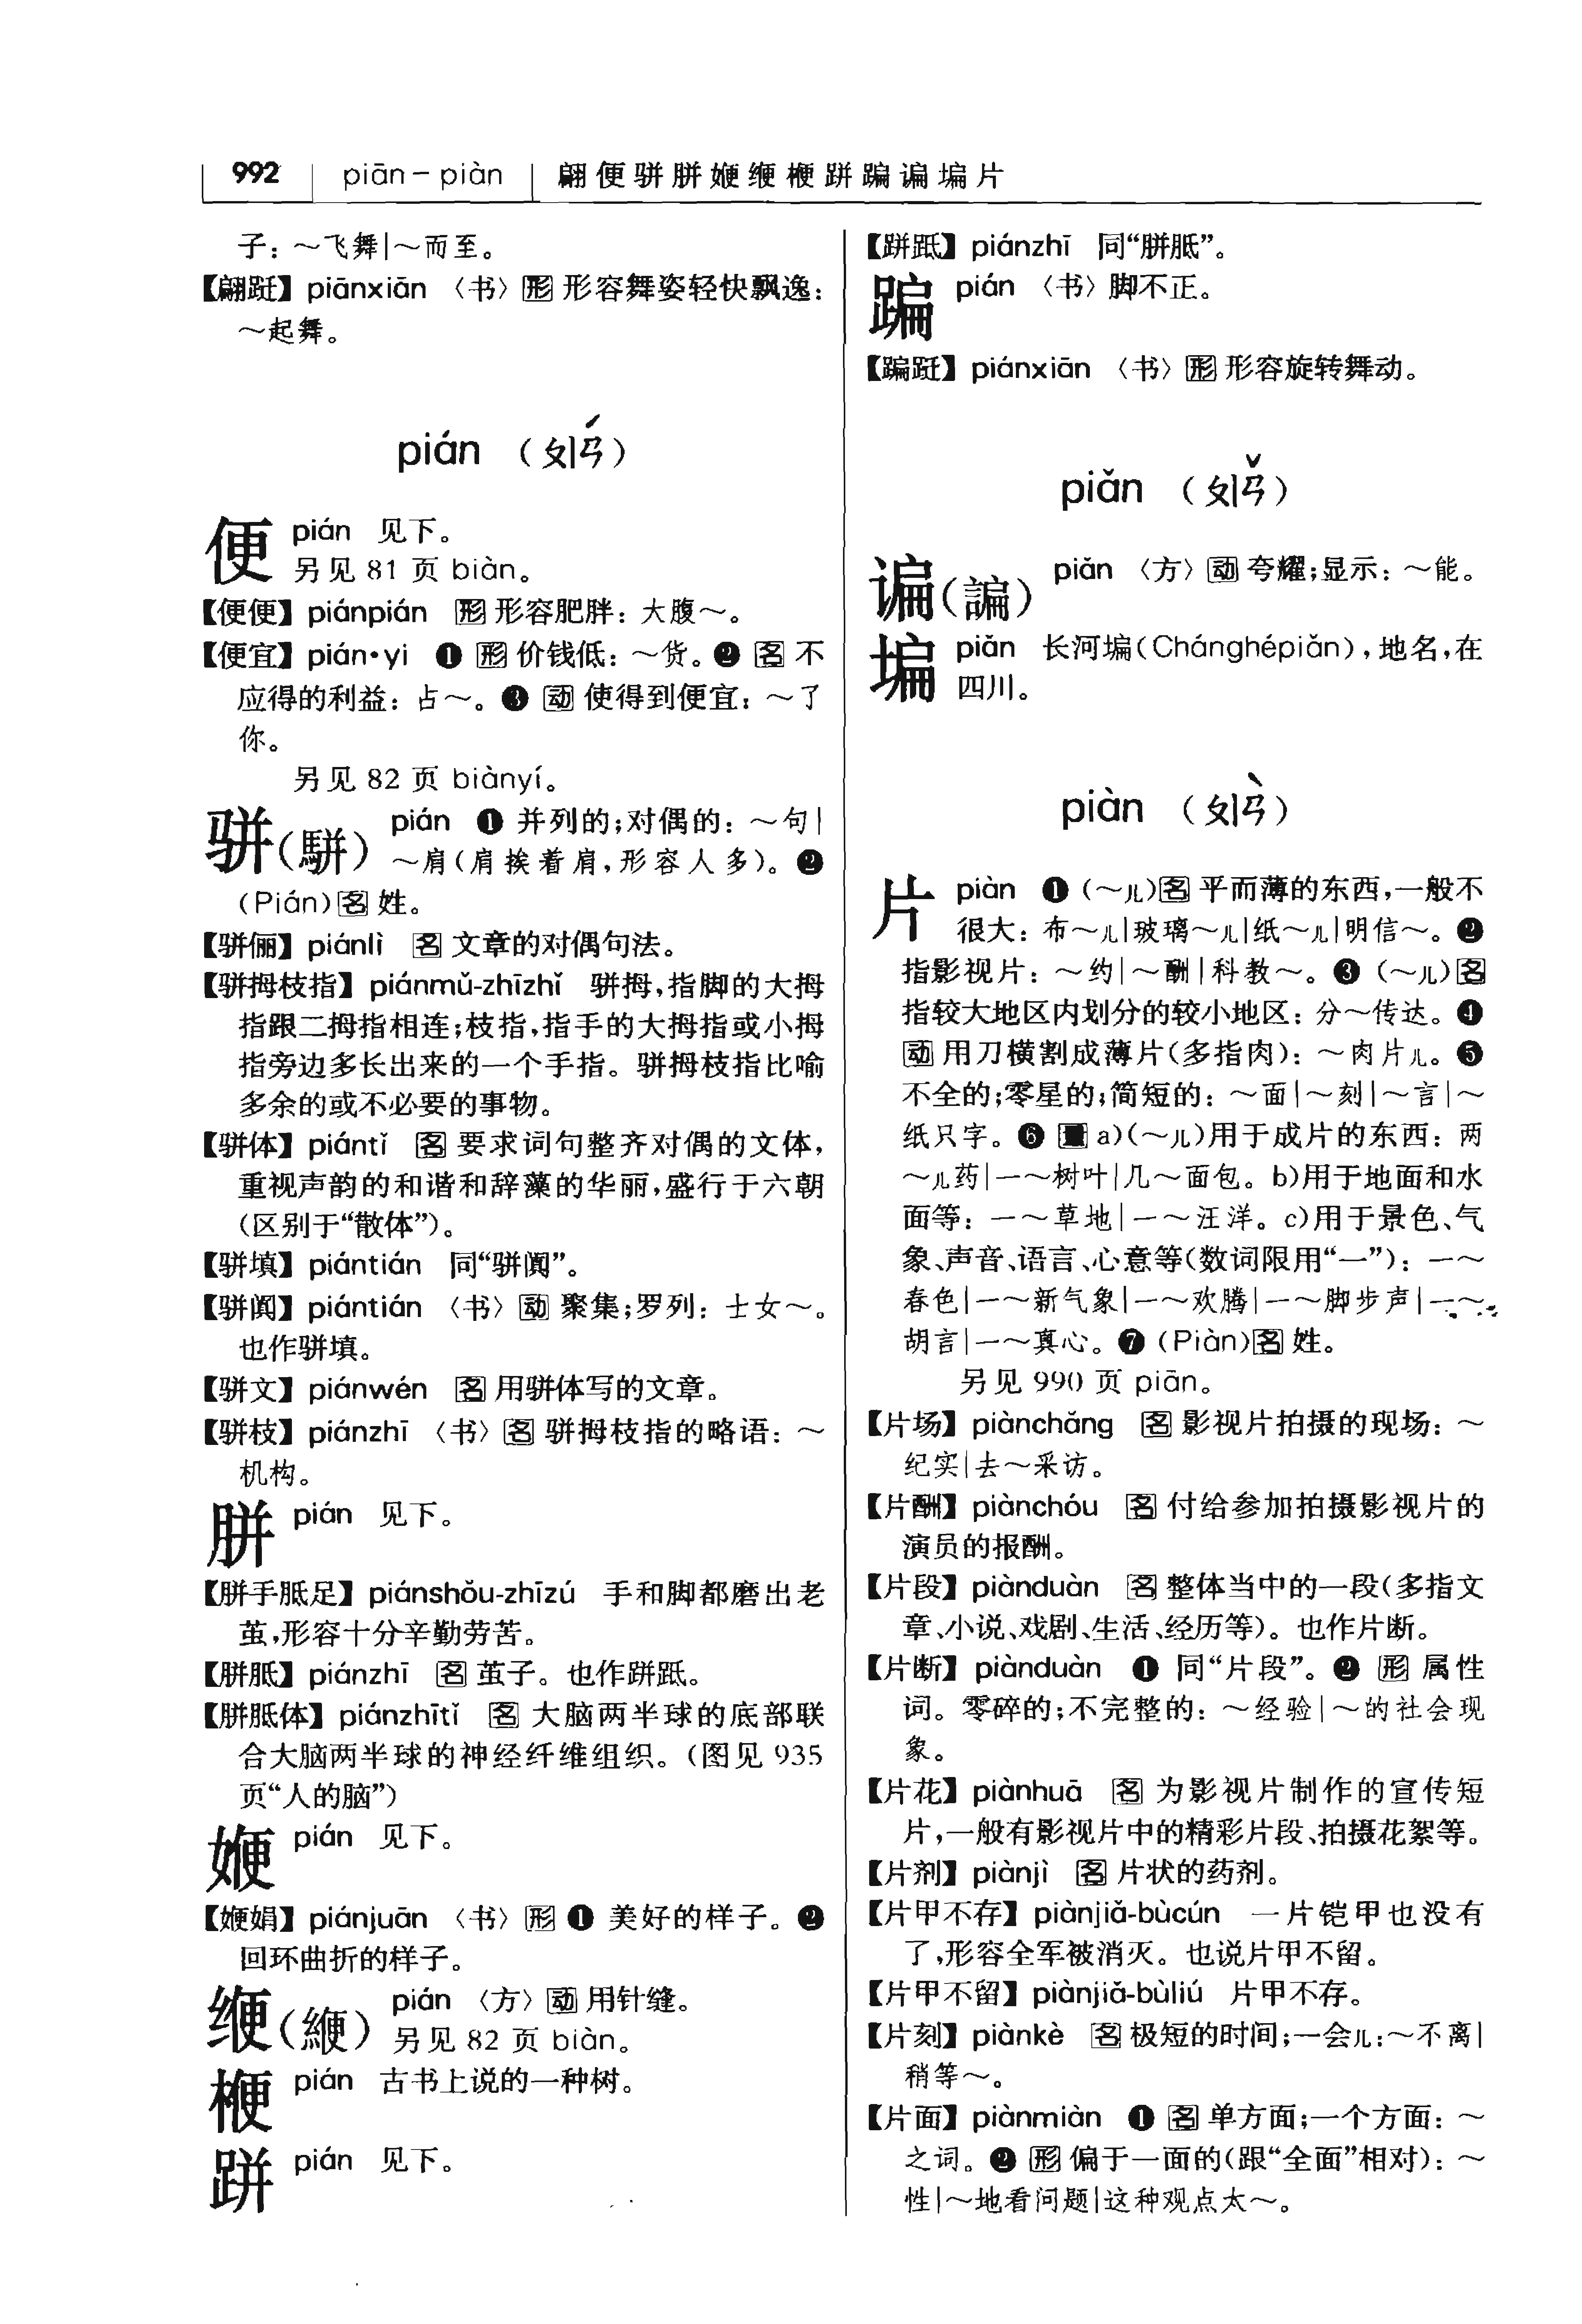 992 piān－piàn 翩便骈胼媥缏楩跰蹁谝𡎚片
子：～飞舞|～而至。
【翩跹】piānxiān 〈书〉形 形容舞姿轻快飘逸：
～起舞。
pián （ㄆㄧㄢˊ）
便 pián 见下。
另见 81 页 biàn。
【便便】piánpián 形 形容肥胖：大腹～。
【便宜】pián·yi ❶ 形 价钱低：～货。❷ 名 不
应得的利益：占～。❸ 动 使得到便宜：～了
你。
另见 82 页 biànyí。
骈（駢） pián ❶ 并列的；对偶的：～句|
～肩（肩挨着肩，形容人多）。❷
（Pián）名 姓。
【骈俪】piánlì 名 文章的对偶句法。
【骈拇枝指】piánmǔ-zhīzhǐ 骈拇，指脚的大拇
指跟二拇指相连；枝指，指手的大拇指或小拇
指旁边多长出来的一个手指。骈拇枝指比喻
多余的或不必要的事物。
【骈体】piántǐ 名 要求词句整齐对偶的文体，
重视声韵的和谐和辞藻的华丽，盛行于六朝
（区别于“散体”）。
【骈填】piántián 同“骈阗”。
【骈阗】piántián 〈书〉动 聚集；罗列：士女～。
也作骈填。
【骈文】piánwén 名 用骈体写的文章。
【骈枝】piánzhī 〈书〉名 骈拇枝指的略语：～
机构。
胼 pián 见下。
【胼手胝足】piánshǒu-zhīzú 手和脚都磨出老
茧，形容十分辛勤劳苦。
【胼胝】piánzhī 名 茧子。也作跰胝。
【胼胝体】piánzhītǐ 名 大脑两半球的底部联
合大脑两半球的神经纤维组织。（图见 935
页“人的脑”）
㛹 pián 见下。
【㛹娟】piánjuān 〈书〉形 ❶ 美好的样子。❷
回环曲折的样子。
缏（緶） pián 〈方〉动 用针缝。
另见 82 页 biàn。
楩 pián 古书上说的一种树。
跰 pián 见下。
【跰胝】piánzhī 同“胼胝”。
蹁 pián 〈书〉脚不正。
【蹁跹】piánxiān 〈书〉形 形容旋转舞动。
piǎn （ㄆㄧㄢˇ）
谝（諞） piǎn 〈方〉动 夸耀；显示：～能。
𡎚 piǎn 长河𡎚（Chánghépiǎn），地名，在
四川。
piàn （ㄆㄧㄢˋ）
片 piàn ❶（～儿）名 平而薄的东西，一般不
很大：布～儿|玻璃～儿|纸～儿|明信～。❷
指影视片：～约|～酬|科教～。❸（～儿）名
指较大地区内划分的较小地区：分～传达。❹
动 用刀横割成薄片（多指肉）：～肉片儿。❺
不全的；零星的；简短的：～面|～刻|～言|～
纸只字。❻ 量 a）（～儿）用于成片的东西：两
～儿药|一～树叶|几～面包。b）用于地面和水
面等：一～草地|一～汪洋。c）用于景色、气
象、声音、语言、心意等（数词限用“一”）：一～
春色|一～新气象|一～欢腾|一～脚步声|一～
胡言|一～真心。❼（Piàn）名 姓。
另见 990 页 piān。
【片场】piànchǎng 名 影视片拍摄的现场：～
纪实|去～采访。
【片酬】piànchóu 名 付给参加拍摄影视片的
演员的报酬。
【片段】piànduàn 名 整体当中的一段（多指文
章、小说、戏剧、生活、经历等）。也作片断。
【片断】piànduàn ❶ 同“片段”。❷ 形 属性
词。零碎的；不完整的：～经验|～的社会现
象。
【片花】piànhuā 名 为影视片制作的宣传短
片，一般有影视片中的精彩片段、拍摄花絮等。
【片剂】piànjì 名 片状的药剂。
【片甲不存】piànjiǎ-bùcún 一片铠甲也没有
了，形容全军被消灭。也说片甲不留。
【片甲不留】piànjiǎ-bùliú 片甲不存。
【片刻】piànkè 名 极短的时间；一会儿：～不离|
稍等～。
【片面】piànmiàn ❶ 名 单方面；一个方面：～
之词。❷ 形 偏于一面的（跟“全面”相对）：～
性|～地看问题|这种观点太～。